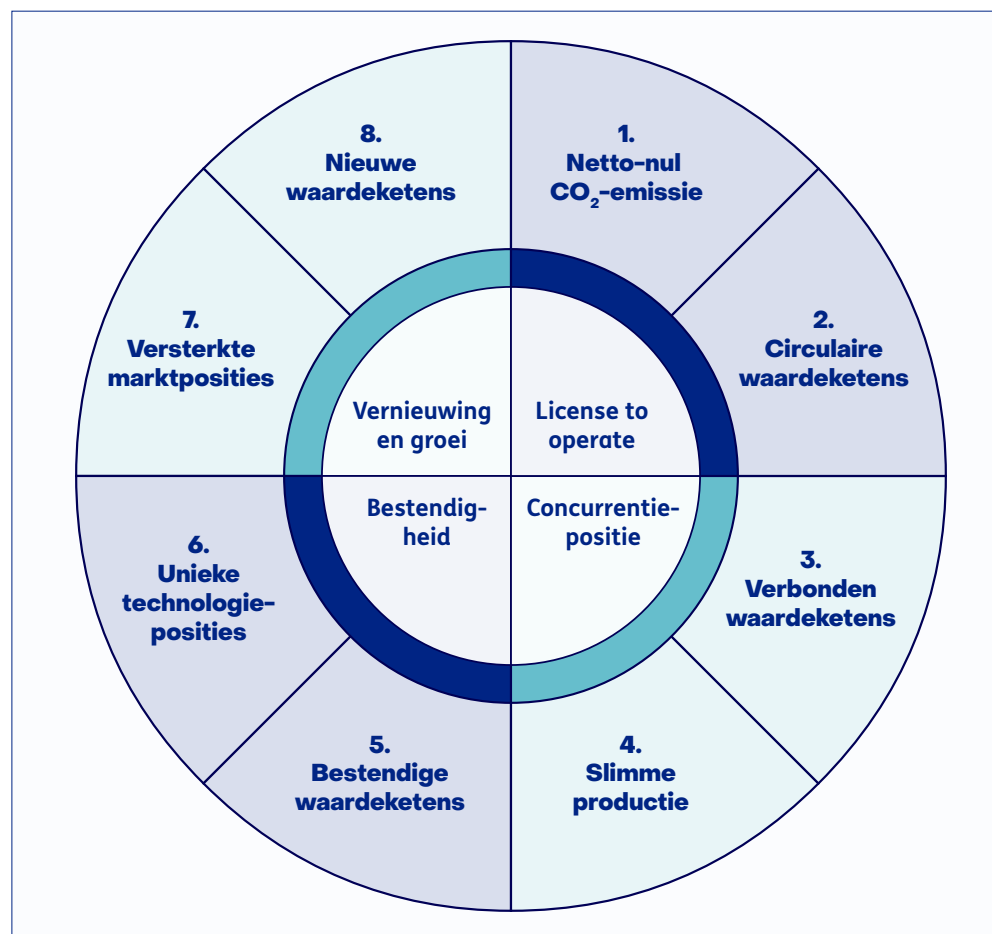 8.
Nieuwe
waardeketens
1.
Netto-nul
CO₂-emissie
7.
Versterkte
marktposities
2.
Circulaire
waardeketens
Vernieuwing
en groei
License to
operate
Bestendig-
heid
Concurrentie-
positie
6.
Unieke
technologie-
posities
3.
Verbonden
waardeketens
5.
Bestendige
waardeketens
4.
Slimme
productie